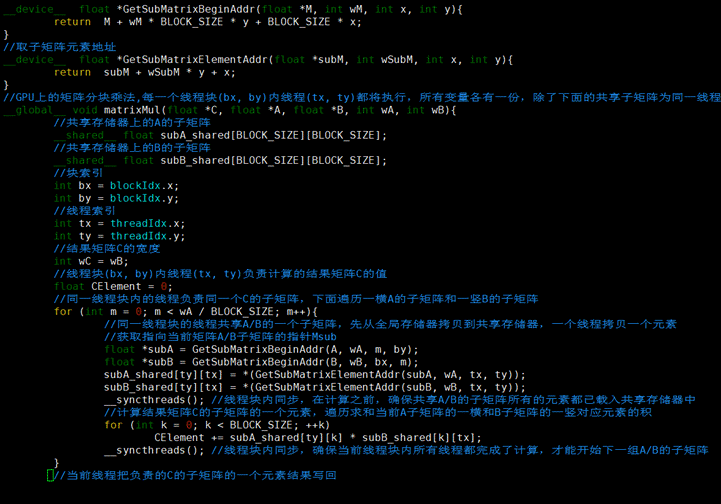 __device__ float *GetSubMatrixBeginAddr(float *M, int wM, int x, int y){
return M + wM * BLOCK_SIZE * y + BLOCK_SIZE * x;
}
//取子矩阵元素地址
__device__ float *GetSubMatrixElementAddr(float *subM, int wSubM, int x, int y){
return subM + wSubM * y + x;
}
//GPU上的矩阵分块乘法,每一个线程块(bx, by)内线程(tx, ty)都将执行，所有变量各有一份，除了下面的共享子矩阵为同一线程
__global__ void matrixMul(float *C, float *A, float *B, int wA, int wB){
//共享存储器上的A的子矩阵
__shared__ float subA_shared[BLOCK_SIZE][BLOCK_SIZE];
//共享存储器上的B的子矩阵
__shared__ float subB_shared[BLOCK_SIZE][BLOCK_SIZE];
//块索引
int bx = blockIdx.x;
int by = blockIdx.y;
//线程索引
int tx = threadIdx.x;
int ty = threadIdx.y;
//结果矩阵C的宽度
int wC = wB;
//线程块(bx, by)内线程(tx, ty)负责计算的结果矩阵C的值
float CElement = 0;
//同一线程块内的线程负责同一个C的子矩阵，下面遍历一横A的子矩阵和一竖B的子矩阵
for (int m = 0; m < wA / BLOCK_SIZE; m++){
//同一线程块的线程共享A/B的一个子矩阵，先从全局存储器拷贝到共享存储器，一个线程拷贝一个元素
//获取指向当前矩阵A/B子矩阵的指针Msub
float *subA = GetSubMatrixBeginAddr(A, wA, m, by);
float *subB = GetSubMatrixBeginAddr(B, wB, bx, m);
subA_shared[ty][tx] = *(GetSubMatrixElementAddr(subA, wA, tx, ty));
subB_shared[ty][tx] = *(GetSubMatrixElementAddr(subB, wB, tx, ty));
__syncthreads(); //线程块内同步，在计算之前，确保共享A/B的子矩阵所有的元素都已载入共享存储器中
//计算结果矩阵C的子矩阵的一个元素，遍历求和当前A子矩阵的一横和B子矩阵的一竖对应元素的积
for (int k = 0; k < BLOCK_SIZE; ++k)
CElement += subA_shared[ty][k] * subB_shared[k][tx];
__syncthreads(); //线程块内同步，确保当前线程块内所有线程都完成了计算，才能开始下一组A/B的子矩阵
}
//当前线程把负责的C的子矩阵的一个元素结果写回